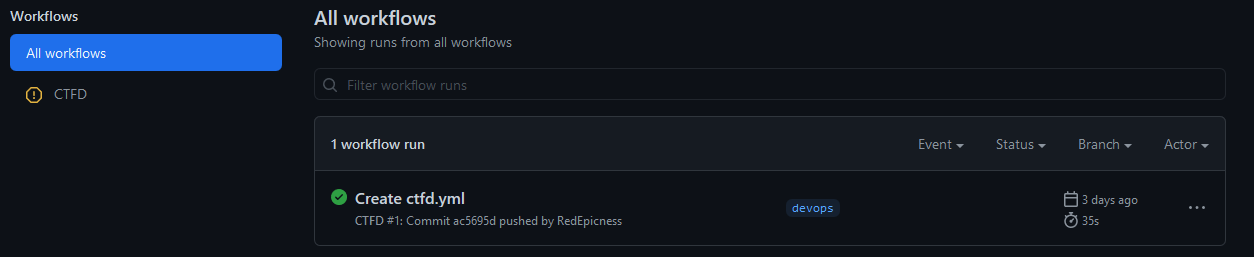 Workflows
All workflows
CTFD
All workflows
Showing runs from all workflows
Filter workflow runs
1 workflow run Event Status Branch Actor
Create ctfd.yml
CTFD #1: Commit ac5695d pushed by RedEpicness
devops
3 days ago
35s